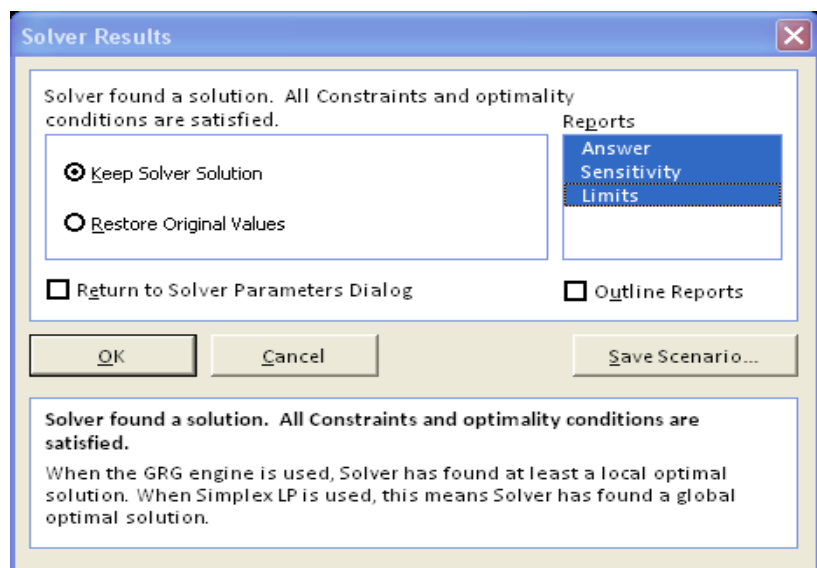 Solver Results
Solver found a solution. All Constraints and optimality
conditions are satisfied.
Reports
Answer
Sensitivity
Limits
Keep Solver Solution
Restore Original Values
Return to Solver Parameters Dialog
Outline Reports
OK
Cancel
Save Scenario...
Solver found a solution. All Constraints and optimality conditions are
satisfied.
When the GRG engine is used, Solver has found at least a local optimal
solution. When Simplex LP is used, this means Solver has found a global
optimal solution.